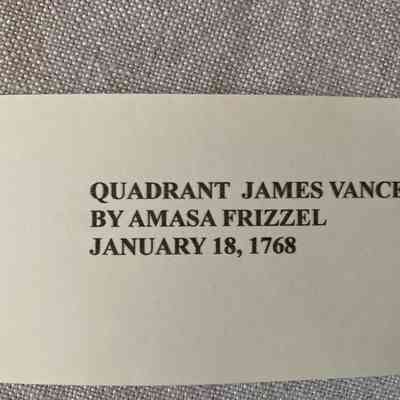 QUADRANT  JAMES VANCE
BY AMASA FRIZZEL
JANUARY 18, 1768